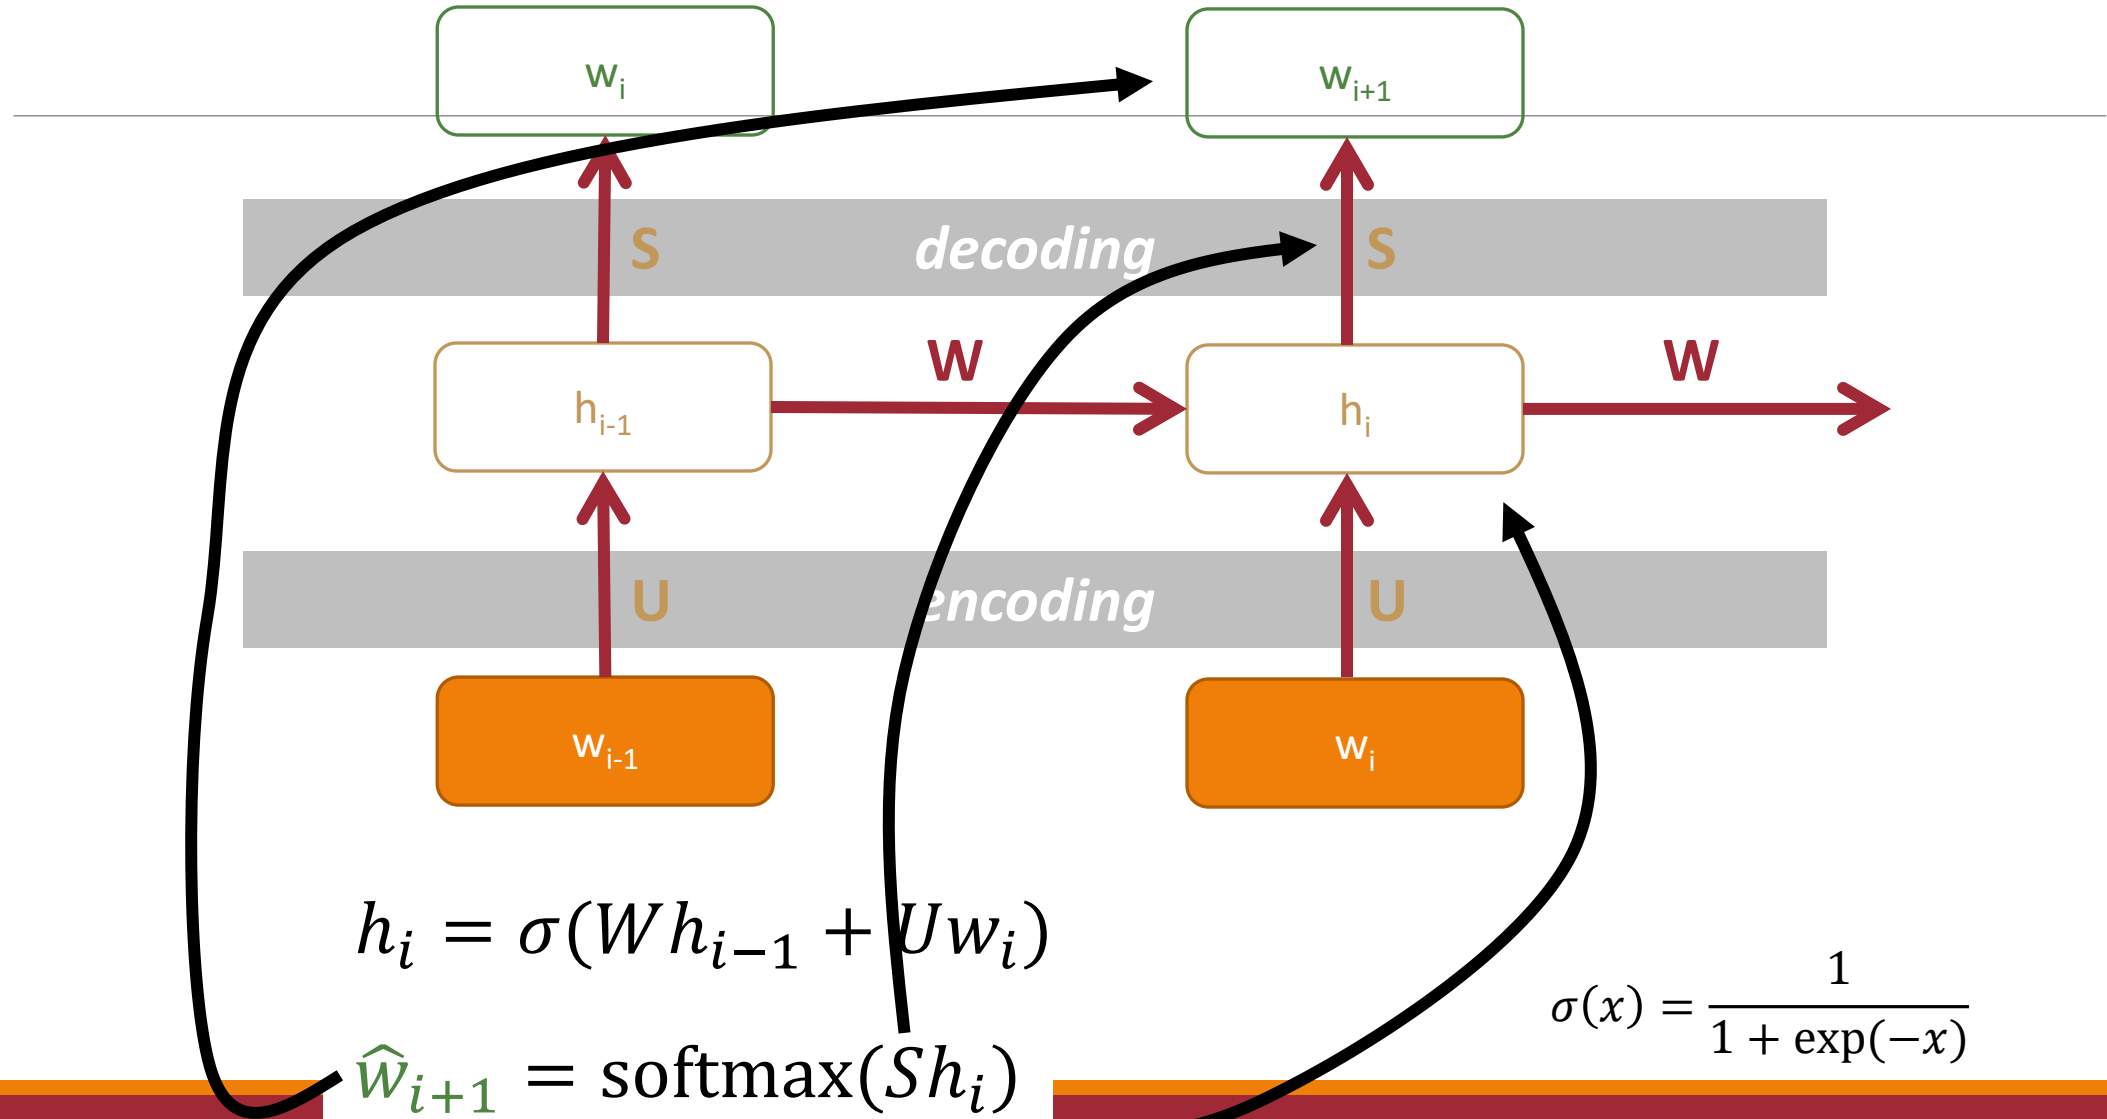 wᵢ wᵢ₊₁
S decoding S
W W
hᵢ₋₁ hᵢ
U encoding U
wᵢ₋₁ wᵢ
hᵢ = σ(Whᵢ₋₁ + Uwᵢ)
σ(x) = 1 / (1 + exp(−x))
ŵᵢ₊₁ = softmax(Shᵢ)